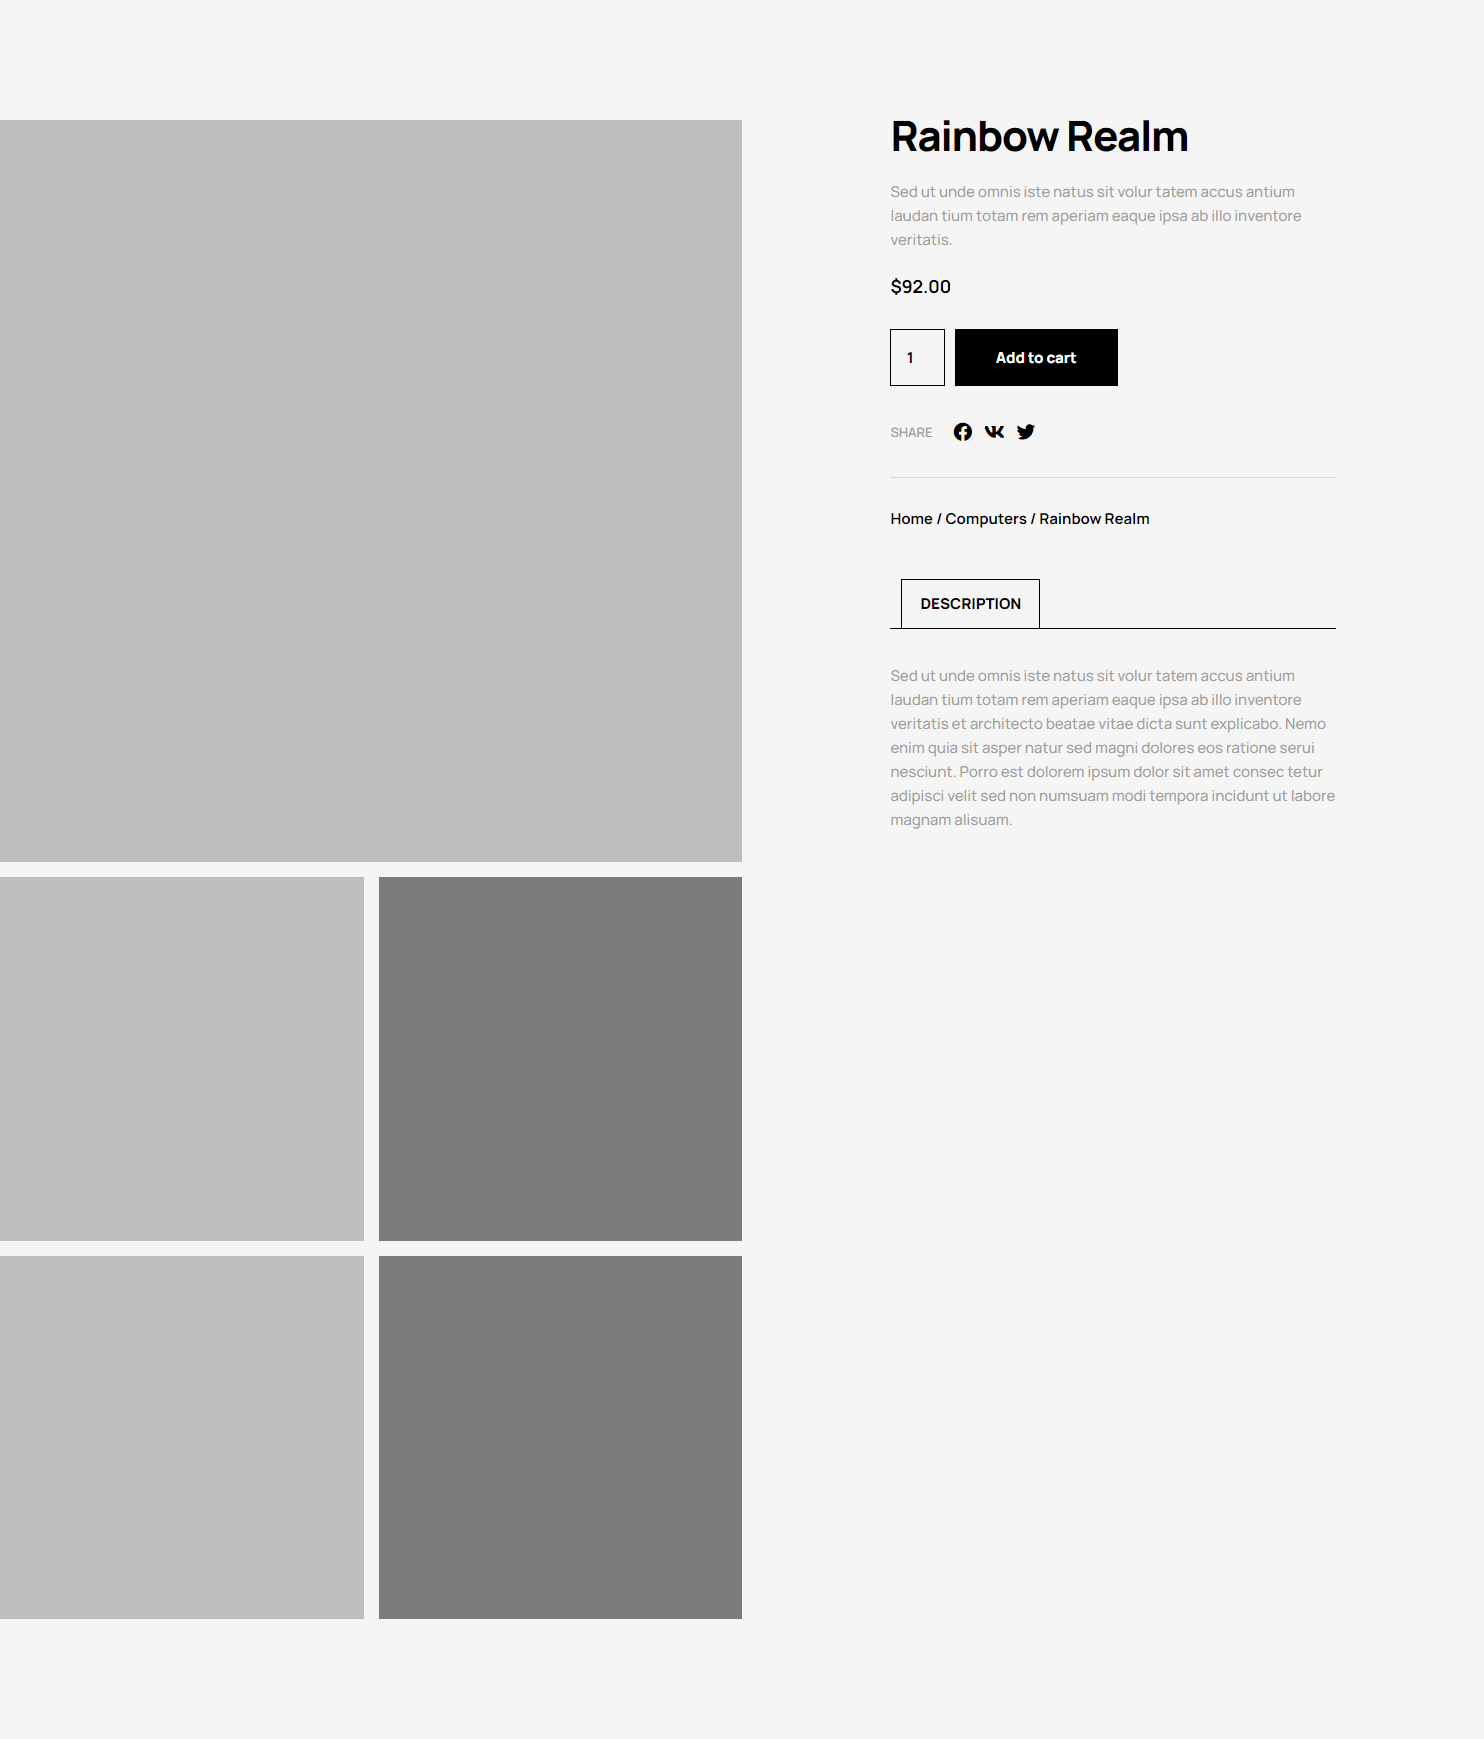 Rainbow Realm
Sed ut unde omnis iste natus sit volur tatem accus antium
laudan tium totam rem aperiam eaque ipsa ab illo inventore
veritatis.
$92.00
1
Add to cart
SHARE
Home / Computers / Rainbow Realm
DESCRIPTION
Sed ut unde omnis iste natus sit volur tatem accus antium
laudan tium totam rem aperiam eaque ipsa ab illo inventore
veritatis et architecto beatae vitae dicta sunt explicabo. Nemo
enim quia sit asper natur sed magni dolores eos ratione serui
nesciunt. Porro est dolorem ipsum dolor sit amet consec tetur
adipisci velit sed non numsuam modi tempora incidunt ut labore
magnam alisuam.